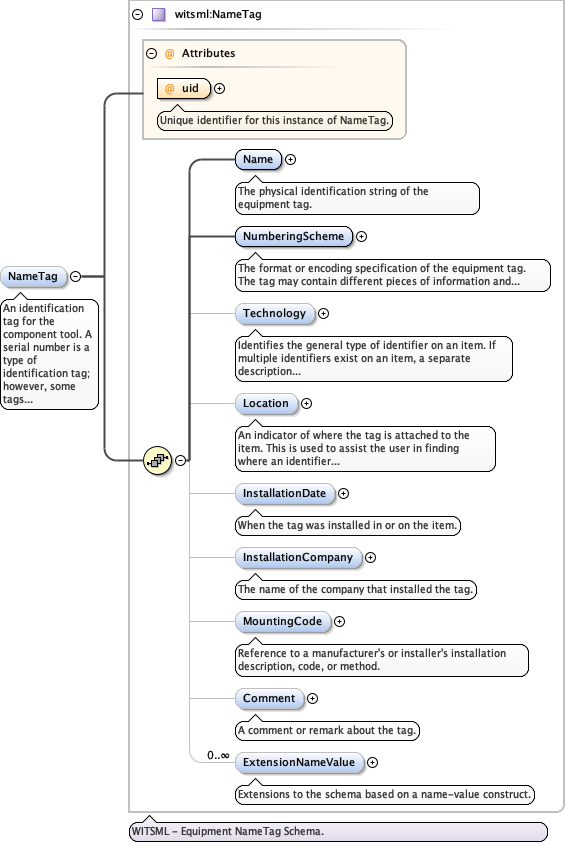 witsml:NameTag
@ Attributes
@ uid
Unique identifier for this instance of NameTag.
Name
The physical identification string of the
equipment tag.
NumberingScheme
The format or encoding specification of the equipment tag.
The tag may contain different pieces of information and...
NameTag
An identification
tag for the
component tool. A
serial number is a
type of
identification tag;
however, some
tags...
Technology
Identifies the general type of identifier on an item. If
multiple identifiers exist on an item, a separate
description...
Location
An indicator of where the tag is attached to the
item. This is used to assist the user in finding
where an identifier...
InstallationDate
When the tag was installed in or on the item.
InstallationCompany
The name of the company that installed the tag.
MountingCode
Reference to a manufacturer's or installer's installation
description, code, or method.
Comment
A comment or remark about the tag.
0..∞
ExtensionNameValue
Extensions to the schema based on a name-value construct.
WITSML - Equipment NameTag Schema.